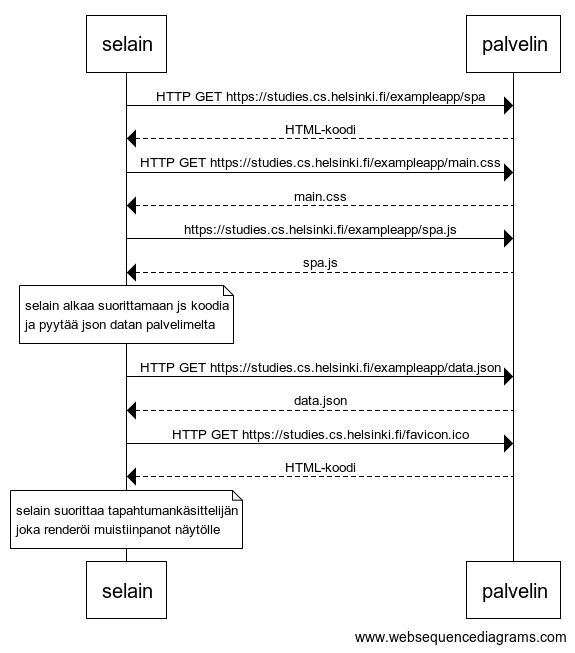 selain
palvelin
HTTP GET https://studies.cs.helsinki.fi/exampleapp/spa
HTML-koodi
HTTP GET https://studies.cs.helsinki.fi/exampleapp/main.css
main.css
https://studies.cs.helsinki.fi/exampleapp/spa.js
spa.js
selain alkaa suorittamaan js koodia
ja pyytää json datan palvelimelta
HTTP GET https://studies.cs.helsinki.fi/exampleapp/data.json
data.json
HTTP GET https://studies.cs.helsinki.fi/favicon.ico
HTML-koodi
selain suorittaa tapahtumankäsittelijän
joka renderöi muistiinpanot näytölle
selain
palvelin
www.websequencediagrams.com